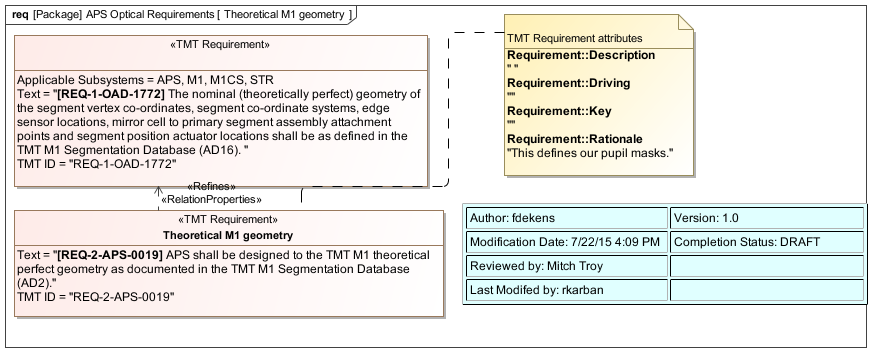 req [Package] APS Optical Requirements [ Theoretical M1 geometry ]
«TMT Requirement»
Applicable Subsystems = APS, M1, M1CS, STR
Text = "[REQ-1-OAD-1772] The nominal (theoretically perfect) geometry of
the segment vertex co-ordinates, segment co-ordinate systems, edge
sensor locations, mirror cell to primary segment assembly attachment
points and segment position actuator locations shall be as defined in the
TMT M1 Segmentation Database (AD16). "
TMT ID = "REQ-1-OAD-1772"
TMT Requirement attributes
Requirement::Description
" "
Requirement::Driving
""
Requirement::Key
""
Requirement::Rationale
"This defines our pupil masks."
«Refines»
«RelationProperties»
«TMT Requirement»
Theoretical M1 geometry
Text = "[REQ-2-APS-0019] APS shall be designed to the TMT M1 theoretical
perfect geometry as documented in the TMT M1 Segmentation Database
(AD2)."
TMT ID = "REQ-2-APS-0019"
Author: fdekens
Version: 1.0
Modification Date: 7/22/15 4:09 PM
Completion Status: DRAFT
Reviewed by: Mitch Troy
Last Modifed by: rkarban